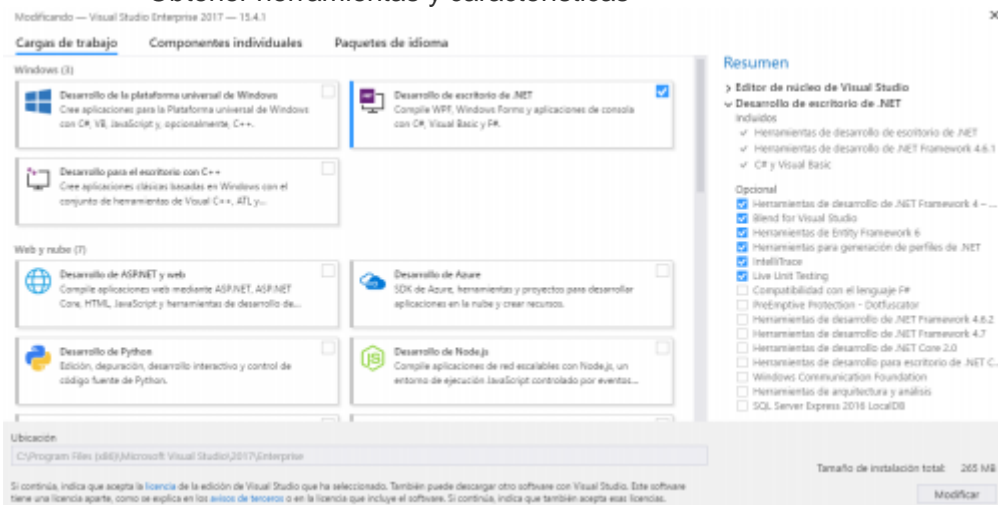 Obtener herramientas y características
Modificando — Visual Studio Enterprise 2017 — 15.4.1
Cargas de trabajo Componentes individuales Paquetes de idioma
Windows (3)
Desarrollo de la plataforma universal de Windows
Cree aplicaciones para la Plataforma universal de Windows
con C#, VB, JavaScript y, opcionalmente, C++.
Desarrollo de escritorio de .NET
Compile WPF, Windows Forms y aplicaciones de consola
con C#, Visual Basic y F#.
Desarrollo para el escritorio con C++
Cree aplicaciones clásicas basadas en Windows con el
conjunto de herramientas de Visual C++, ATL y...
Web y nube (7)
Desarrollo de ASP.NET y web
Compile aplicaciones web mediante ASP.NET, ASP.NET
Core, HTML, JavaScript y herramientas de desarrollo de...
Desarrollo de Azure
SDK de Azure, herramientas y proyectos para desarrollar
aplicaciones en la nube y crear recursos.
Desarrollo de Python
Edición, depuración, desarrollo interactivo y control de
código fuente de Python.
Desarrollo de Node.js
Compile aplicaciones de red escalables con Node.js, un
entorno de ejecución JavaScript controlado por eventos...
Resumen
Editor de núcleo de Visual Studio
Desarrollo de escritorio de .NET
Incluidos
Herramientas de desarrollo de escritorio de .NET
Herramientas de desarrollo de .NET Framework 4.6.1
C# y Visual Basic
Opcional
Herramientas de desarrollo de .NET Framework 4 – ...
Blend for Visual Studio
Herramientas de Entity Framework 6
Herramientas para generación de perfiles de .NET
IntelliTrace
Live Unit Testing
Compatibilidad con el lenguaje F#
PreEmptive Protection - Dotfuscator
Herramientas de desarrollo de .NET Framework 4.6.2
Herramientas de desarrollo de .NET Framework 4.7
Herramientas de desarrollo de .NET Core 2.0
Herramientas de desarrollo para escritorio de .NET C...
Windows Communication Foundation
Herramientas de arquitectura y análisis
SQL Server Express 2016 LocalDB
Ubicación
C:\Program Files (x86)\Microsoft Visual Studio\2017\Enterprise
Tamaño de instalación total: 265 MB
Si continúa, indica que acepta la licencia de la edición de Visual Studio que ha seleccionado. También puede descargar otro software con Visual Studio. Este software
tiene una licencia aparte, como se explica en los avisos de terceros o en la licencia que incluye el software. Si continúa, indica que también acepta esas licencias.
Modificar